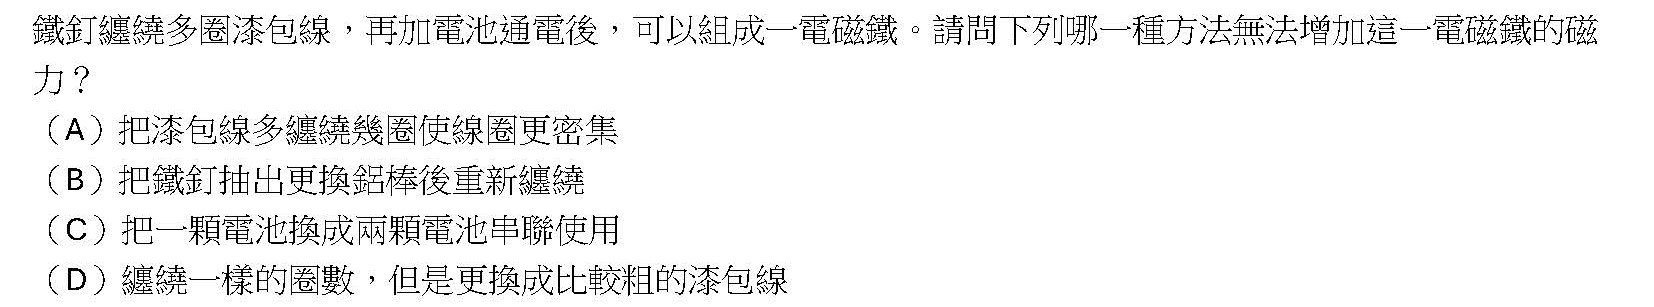 鐵釘纏繞多圈漆包線，再加電池通電後，可以組成一電磁鐵。請問下列哪一種方法無法增加這一電磁鐵的磁
力？
（A）把漆包線多纏繞幾圈使線圈更密集
（B）把鐵釘抽出更換鋁棒後重新纏繞
（C）把一顆電池換成兩顆電池串聯使用
（D）纏繞一樣的圈數，但是更換成比較粗的漆包線